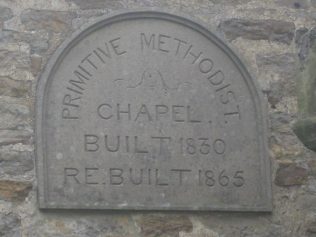 PRIMITIVE METHODIST.
CHAPEL.
BUILT 1830
RE.BUILT 1865